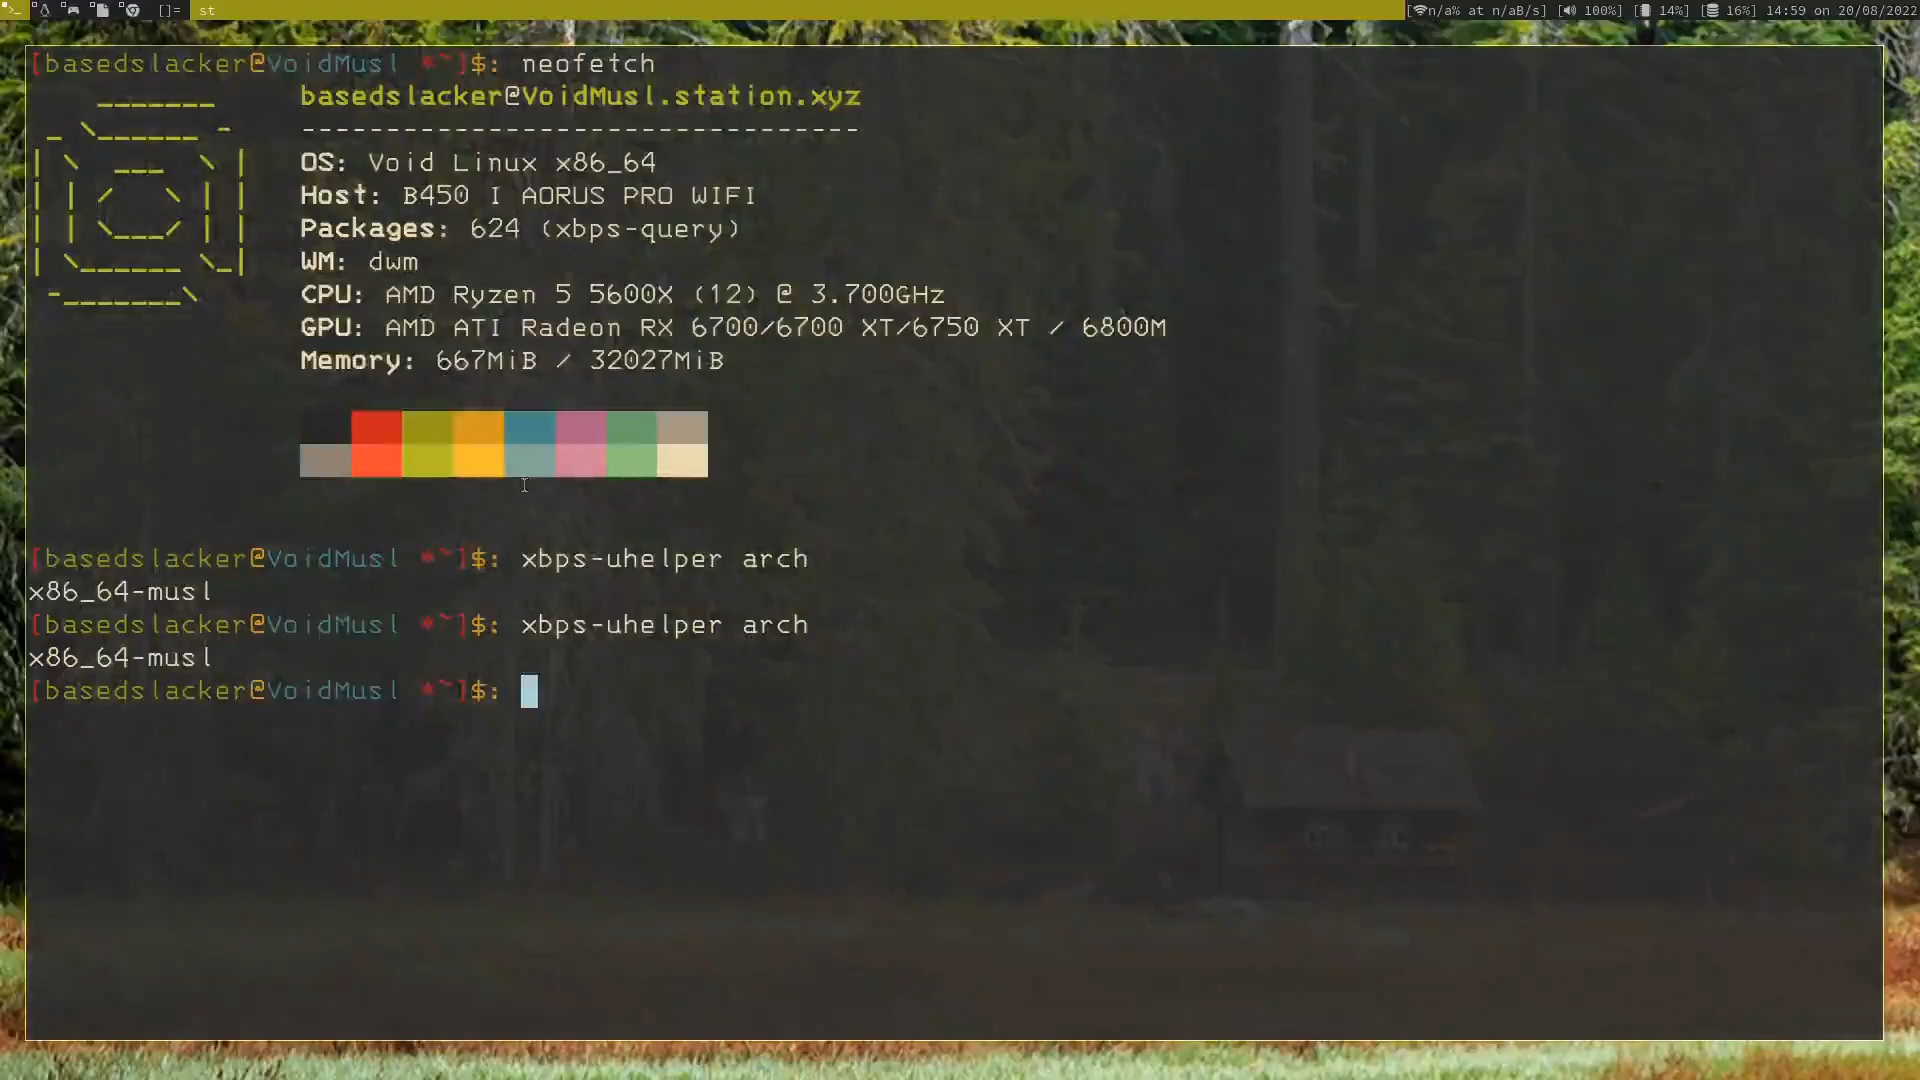 []= st [n/a% at n/aB/s] [100%] [14%] [16%] 14:59 on 20/08/2022
[basedslacker@VoidMusl *~]$: neofetch
basedslacker@VoidMusl.station.xyz
---------------------------------
OS: Void Linux x86_64
Host: B450 I AORUS PRO WIFI
Packages: 624 (xbps-query)
WM: dwm
CPU: AMD Ryzen 5 5600X (12) @ 3.700GHz
GPU: AMD ATI Radeon RX 6700/6700 XT/6750 XT / 6800M
Memory: 667MiB / 32027MiB
[basedslacker@VoidMusl *~]$: xbps-uhelper arch
x86_64-musl
[basedslacker@VoidMusl *~]$: xbps-uhelper arch
x86_64-musl
[basedslacker@VoidMusl *~]$: